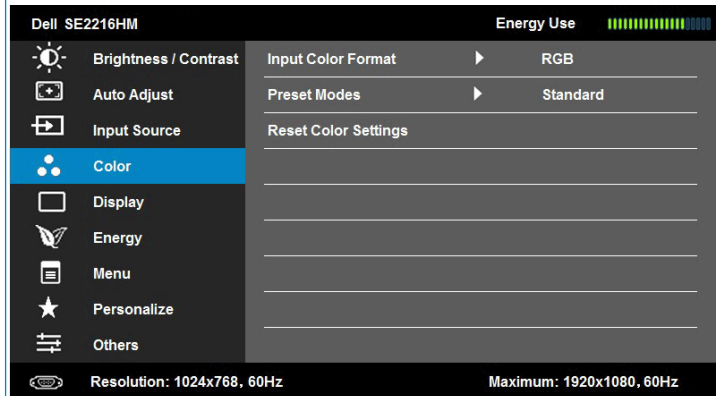 Dell SE2216HM Energy Use
Brightness / Contrast Input Color Format RGB
Auto Adjust Preset Modes Standard
Input Source Reset Color Settings
Color
Display
Energy
Menu
Personalize
Others
Resolution: 1024x768, 60Hz Maximum: 1920x1080, 60Hz